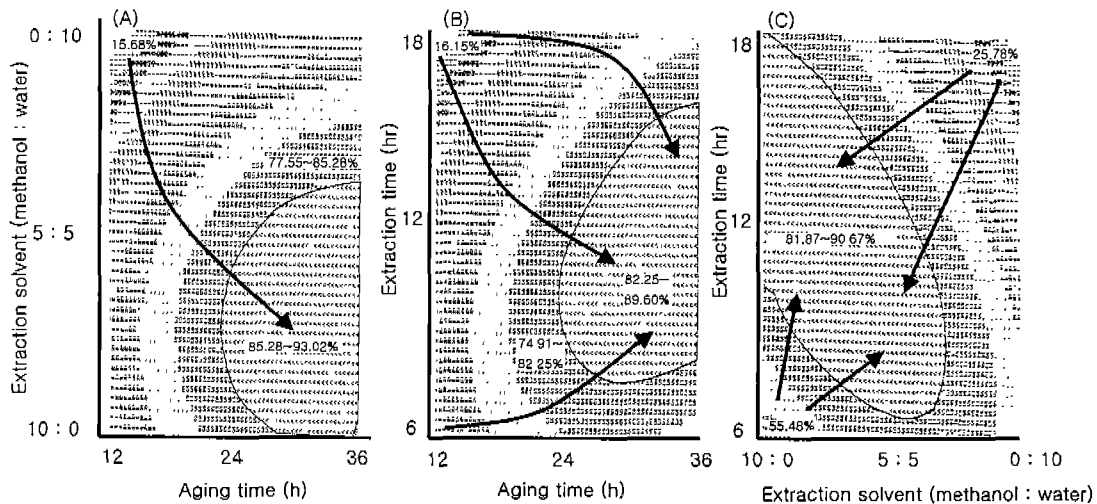 (A)
0 : 10
15.68%
77.55~85.28%
5 : 5
85.28~93.02%
10 : 0
12 24 36
Extraction solvent (methanol : water)
Aging time (h)
(B)
18
16.15%
12
82.25~
89.60%
74.91~
82.25%
6
12 24 36
Extraction time (hr)
Aging time (h)
(C)
18
25.78%
12
81.87~90.67%
6
55.48%
10 : 0 5 : 5 0 : 10
Extraction time (hr)
Extraction solvent (methanol : water)